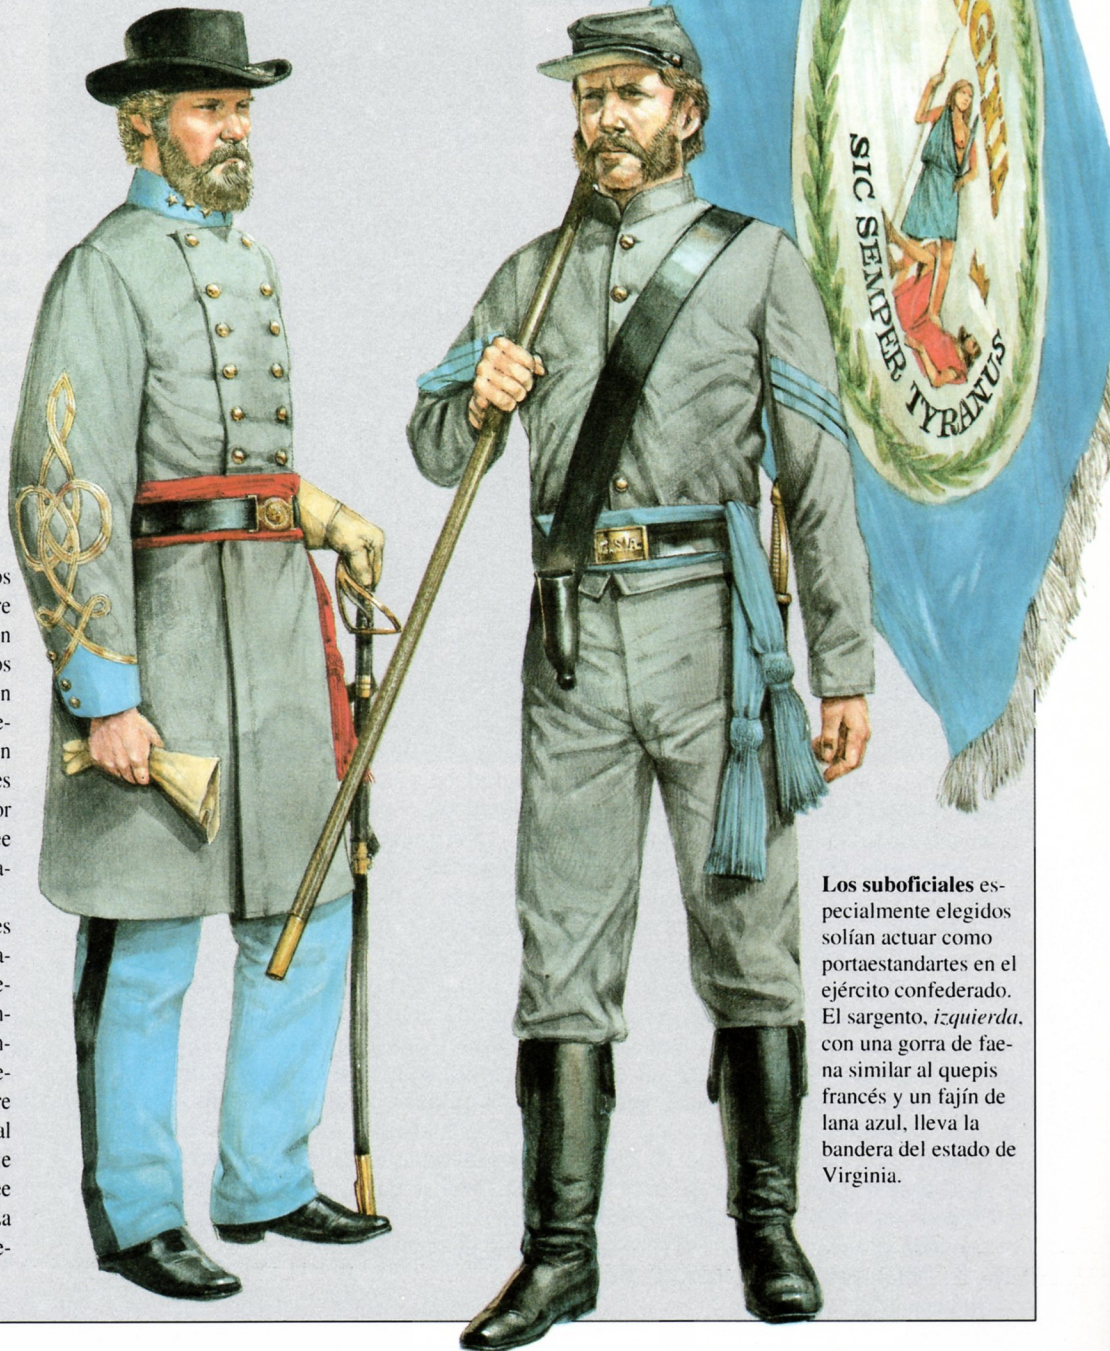 GINIA
SIC SEMPER TYRANUS
Los suboficiales es-
pecialmente elegidos
solían actuar como
portaestandartes en el
ejército confederado.
El sargento, izquierda,
con una gorra de fae-
na similar al quepis
francés y un fajín de
lana azul, lleva la
bandera del estado de
Virginia.